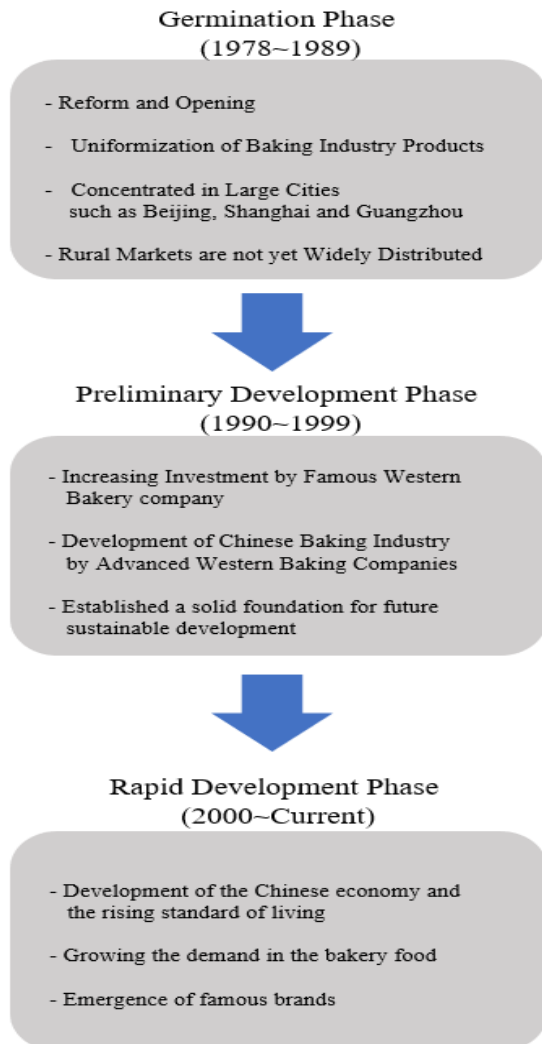 Germination Phase
(1978~1989)
- Reform and Opening
- Uniformization of Baking Industry Products
- Concentrated in Large Cities
such as Beijing, Shanghai and Guangzhou
- Rural Markets are not yet Widely Distributed
Preliminary Development Phase
(1990~1999)
- Increasing Investment by Famous Western
Bakery company
- Development of Chinese Baking Industry
by Advanced Western Baking Companies
- Established a solid foundation for future
sustainable development
Rapid Development Phase
(2000~Current)
- Development of the Chinese economy and
the rising standard of living
- Growing the demand in the bakery food
- Emergence of famous brands